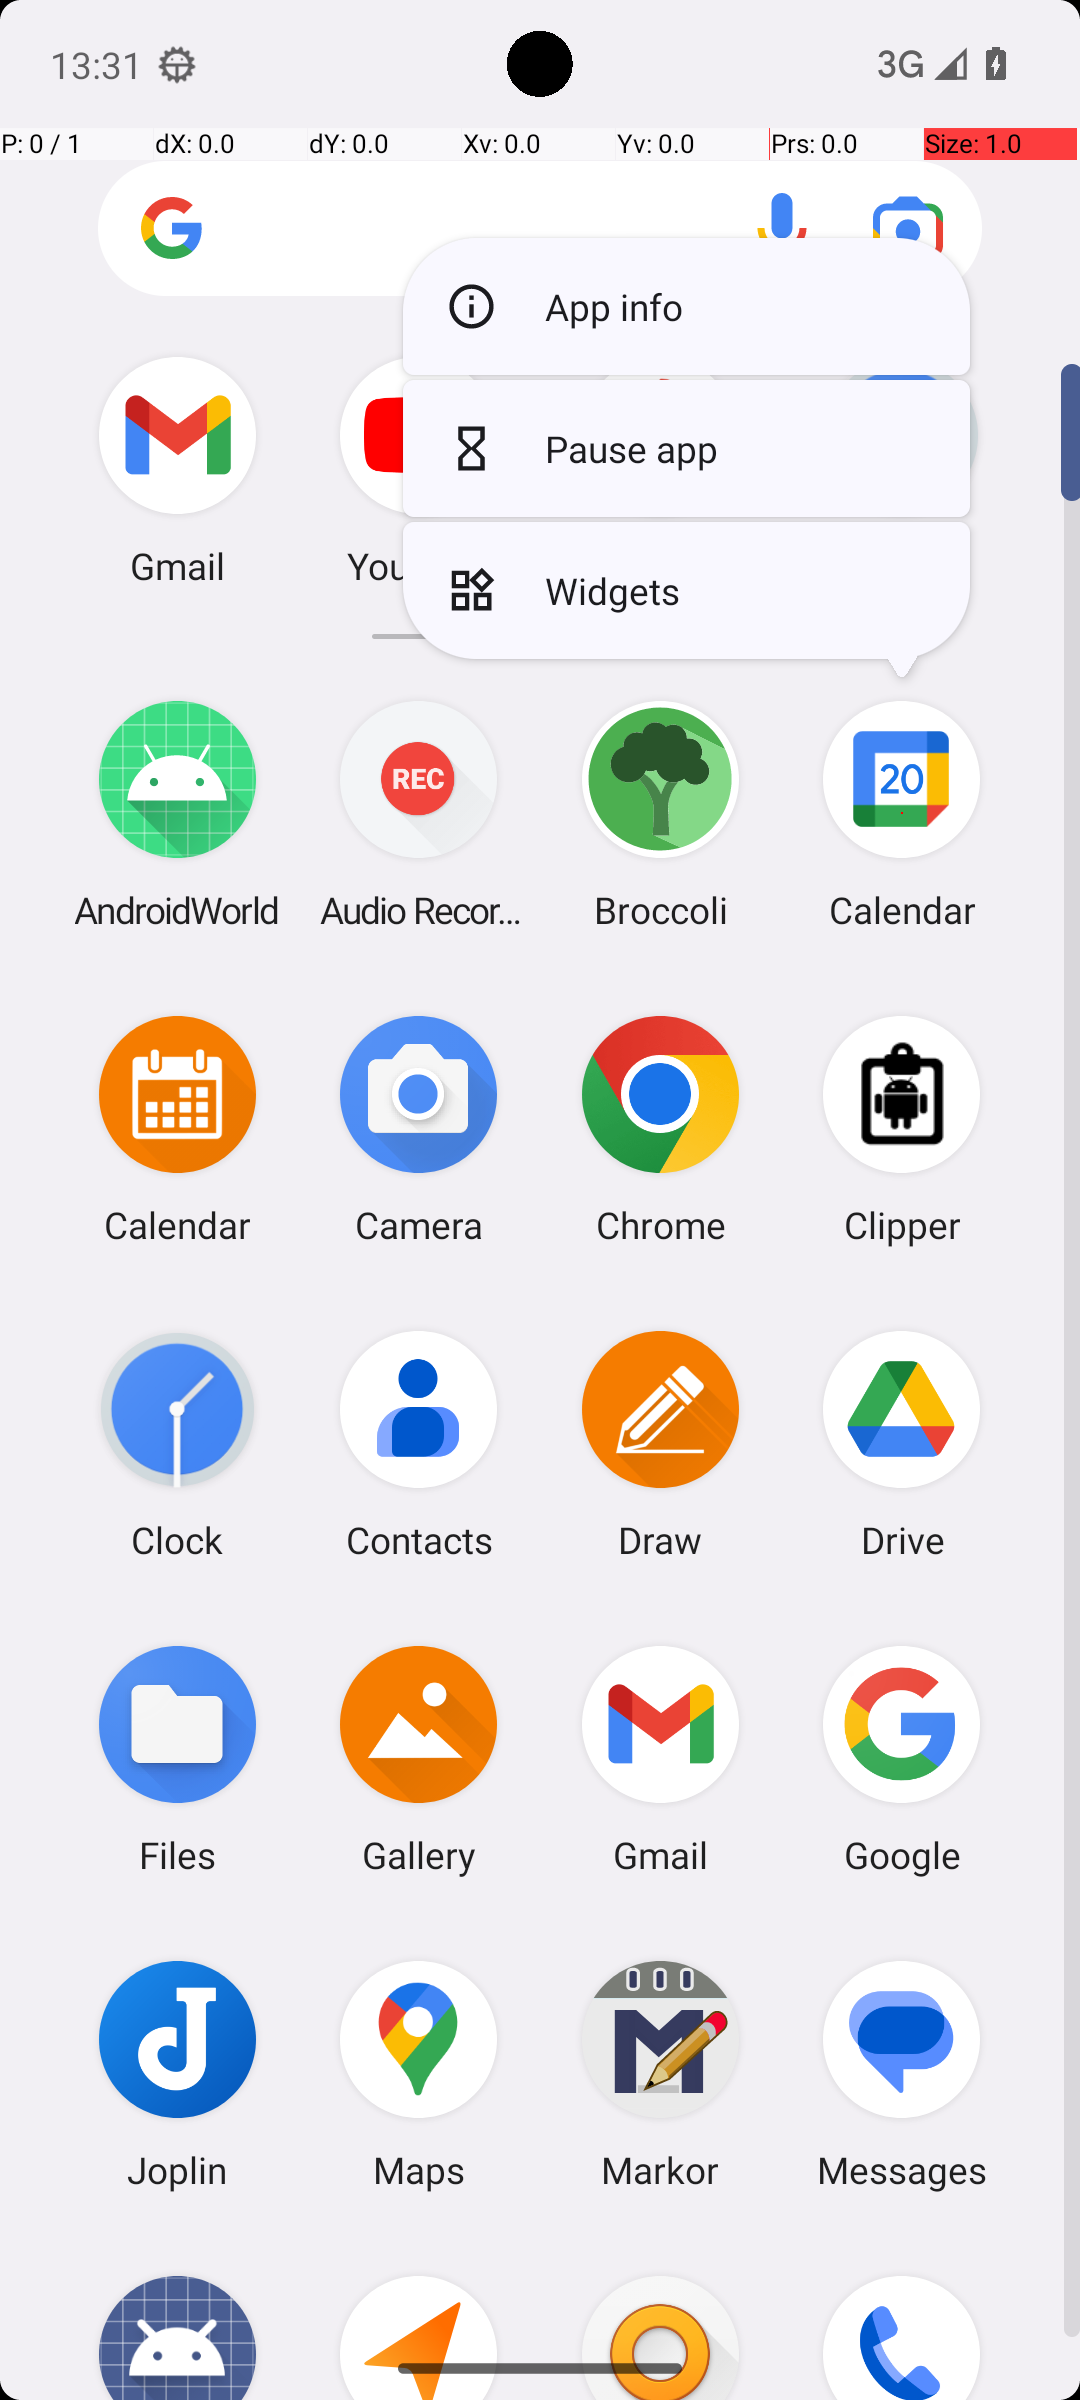 13:31 3G
P: 0 / 1 dX: 0.0 dY: 0.0 Xv: 0.0 Yv: 0.0 Prs: 0.0 Size: 1.0
App info
Pause app
Widgets
Gmail You
REC 20
AndroidWorld Audio Recor... Broccoli Calendar
Calendar Camera Chrome Clipper
Clock Contacts Draw Drive
Files Gallery Gmail Google
Joplin Maps Markor Messages